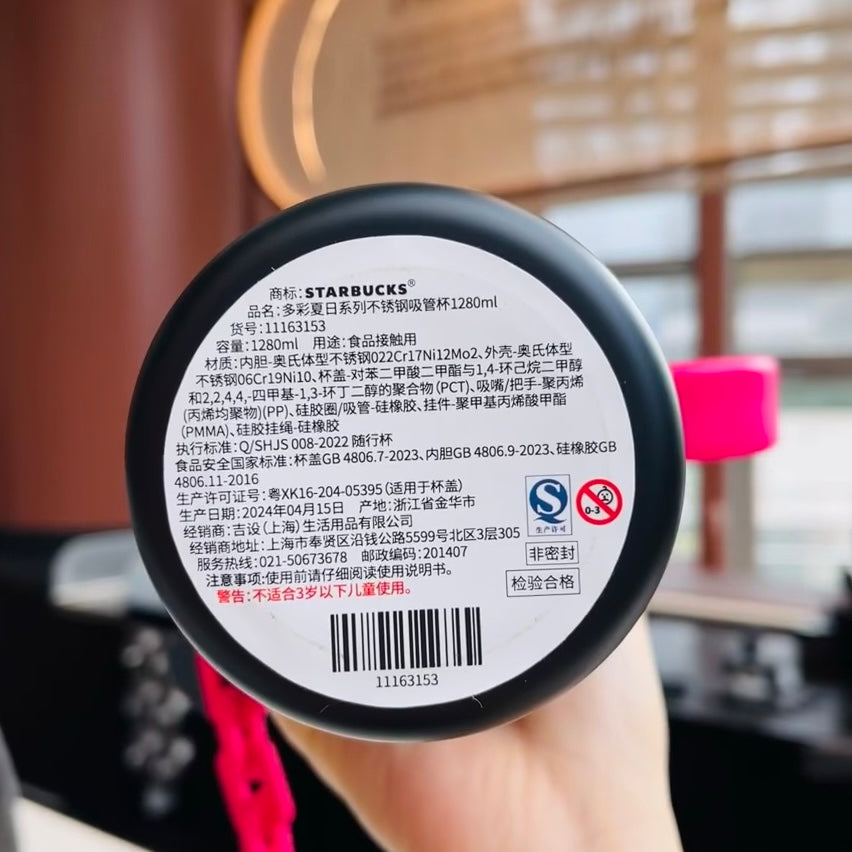 商标:STARBUCKS®
品名:多彩夏日系列不锈钢吸管杯1280ml
货号:11163153
容量:1280ml 用途:食品接触用
材质:内胆-奥氏体型不锈钢022Cr17Ni12Mo2、外壳-奥氏体型
不锈钢06Cr19Ni10、杯盖-对苯二甲酸二甲酯与1,4-环己烷二甲醇
和2,2,4,4,-四甲基-1,3-环丁二醇的聚合物(PCT)、吸嘴/把手-聚丙烯
(丙烯均聚物)(PP)、硅胶圈/吸管-硅橡胶、挂件-聚甲基丙烯酸甲酯
(PMMA)、硅胶挂绳-硅橡胶
执行标准:Q/SHJS 008-2022 随行杯
食品安全国家标准:杯盖GB 4806.7-2023、内胆GB 4806.9-2023、硅橡胶GB
4806.11-2016
生产许可证号:粤XK16-204-05395(适用于杯盖)
生产日期:2024年04月15日 产地:浙江省金华市
经销商:吉设(上海)生活用品有限公司
经销商地址:上海市奉贤区沿钱公路5599号北区3层305
服务热线:021-50673678 邮政编码:201407
注意事项:使用前请仔细阅读使用说明书。
警告:不适合3岁以下儿童使用。
生产许可
0-3
非密封
检验合格
11163153